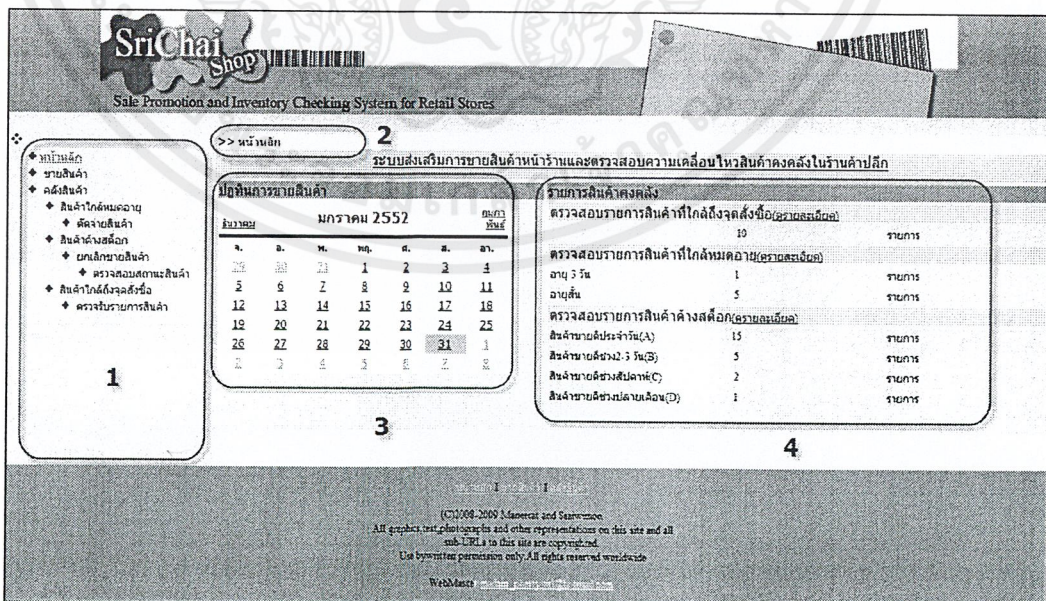 SriChai
Shop
Sale Promotion and Inventory Checking System for Retail Stores
หน้าหลัก
ขายสินค้า
คลังสินค้า
สินค้าใกล้หมดอายุ
ตัดจ่ายสินค้า
สินค้าค้างสต็อก
ยกเลิกขายสินค้า
ตรวจสอบสถานะสินค้า
สินค้าใกล้ถึงจุดสั่งซื้อ
ตรวจรับรายการสินค้า
1
>> หน้าหลัก
2
ระบบส่งเสริมการขายสินค้าหน้าร้านและตรวจสอบความเคลื่อนไหวสินค้าคงคลังในร้านค้าปลีก
ปฏิทินการขายสินค้า
ธันวาคม มกราคม 2552 กุมภาพันธ์
จ. อ. พ. พฤ. ศ. ส. อา.
29 30 31 1 2 3 4
5 6 7 8 9 10 11
12 13 14 15 16 17 18
19 20 21 22 23 24 25
26 27 28 29 30 31 1
2 3 4 5 6 7 8
3
รายการสินค้าคงคลัง
ตรวจสอบรายการสินค้าที่ใกล้ถึงจุดสั่งซื้อ(ดูรายละเอียด)
10 รายการ
ตรวจสอบรายการสินค้าที่ใกล้หมดอายุ(ดูรายละเอียด)
อายุ 3 วัน 1 รายการ
อายุสั้น 5 รายการ
ตรวจสอบรายการสินค้าค้างสต็อก(ดูรายละเอียด)
สินค้าขายดีประจำวัน(A) 15 รายการ
สินค้าขายดีช่วง2-3 วัน(B) 5 รายการ
สินค้าขายดีช่วงสัปดาห์(C) 2 รายการ
สินค้าขายดีช่วงปลายเดือน(D) 1 รายการ
4
(C)2008-2009 and
All graphics,text,photographs and other representations on this site and all
sub-URLs to this site are copyrighted.
Use bywritten permission only.All rights reserved worldwide
WebMaster